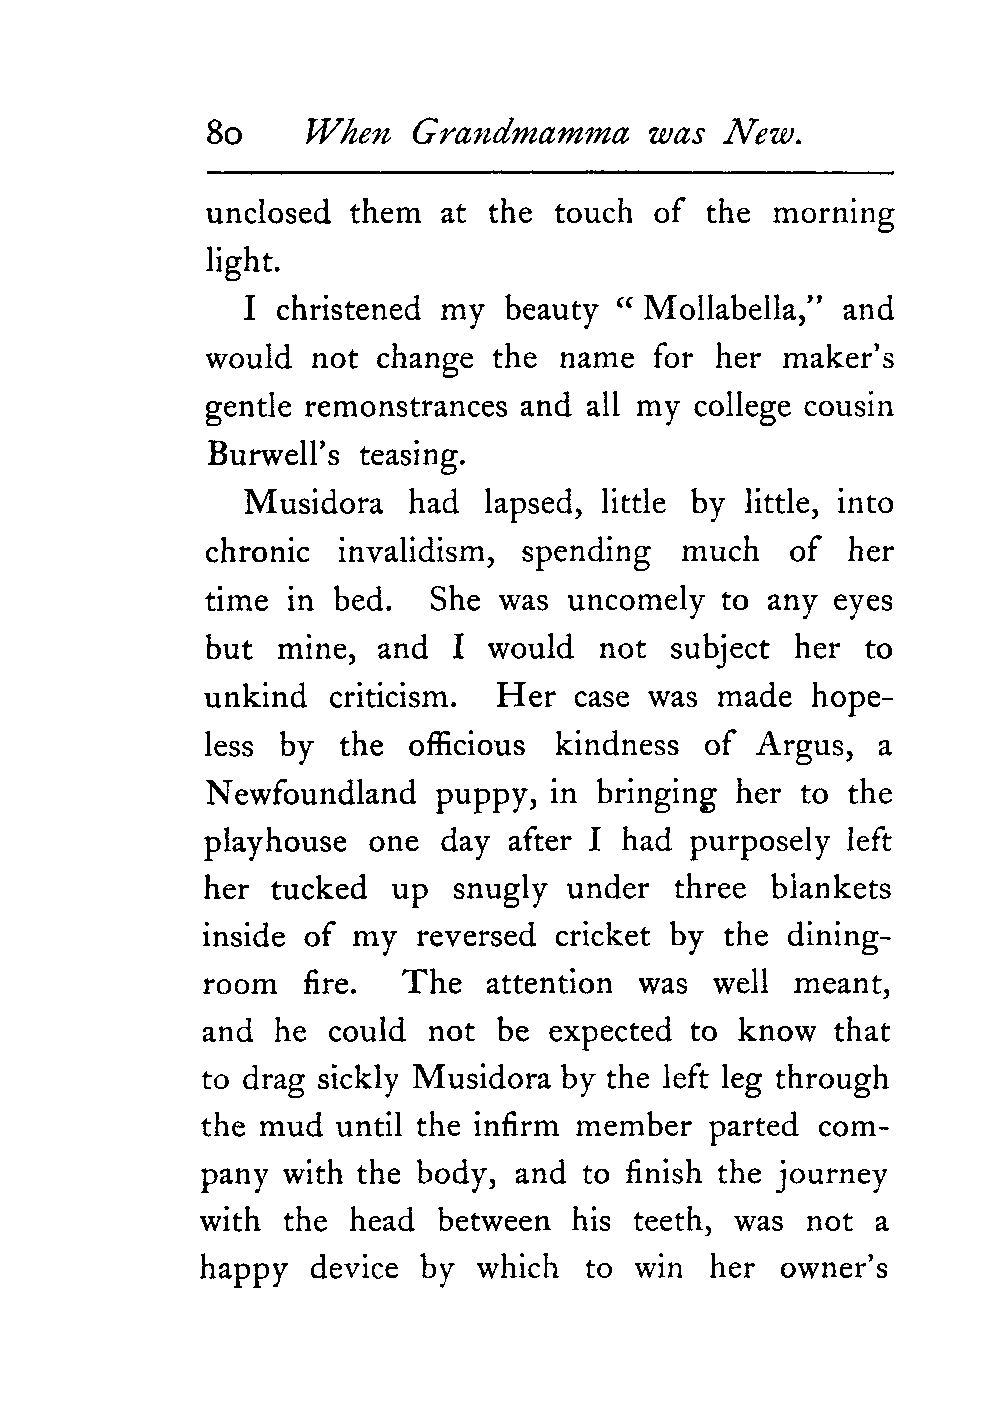 80 When Grandmamma was New.
unclosed them at the touch of the morning
light.
I christened my beauty “Mollabella,” and
would not change the name for her maker's
gentle remonstrances and all my college cousin
Burwell's teasing.
Musidora had lapsed, little by little, into
chronic invalidism, spending much of her
time in bed. She was uncomely to any eyes
but mine, and I would not subject her to
unkind criticism. Her case was made hope-
less by the officious kindness of Argus, a
Newfoundland puppy, in bringing her to the
playhouse one day after I had purposely left
her tucked up snugly under three blankets
inside of my reversed cricket by the dining-
room fire. The attention was well meant,
and he could not be expected to know that
to drag sickly Musidora by the left leg through
the mud until the infirm member parted com-
pany with the body, and to finish the journey
with the head between his teeth, was not a
happy device by which to win her owner's